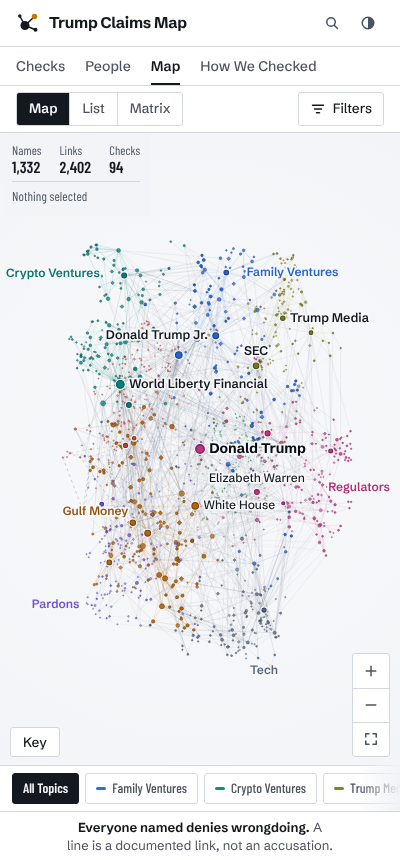 Trump Claims Map
Checks People Map How We Checked
Map List Matrix Filters
Names Links Checks
1,332 2,402 94
Nothing selected
Crypto Ventures,
Family Ventures
Trump Media
Donald Trump Jr.
SEC
World Liberty Financial
Donald Trump
Elizabeth Warren
Regulators
White House
Gulf Money
Pardons
Tech
Key
All Topics Family Ventures Crypto Ventures Trump Me
Everyone named denies wrongdoing. A
line is a documented link, not an accusation.